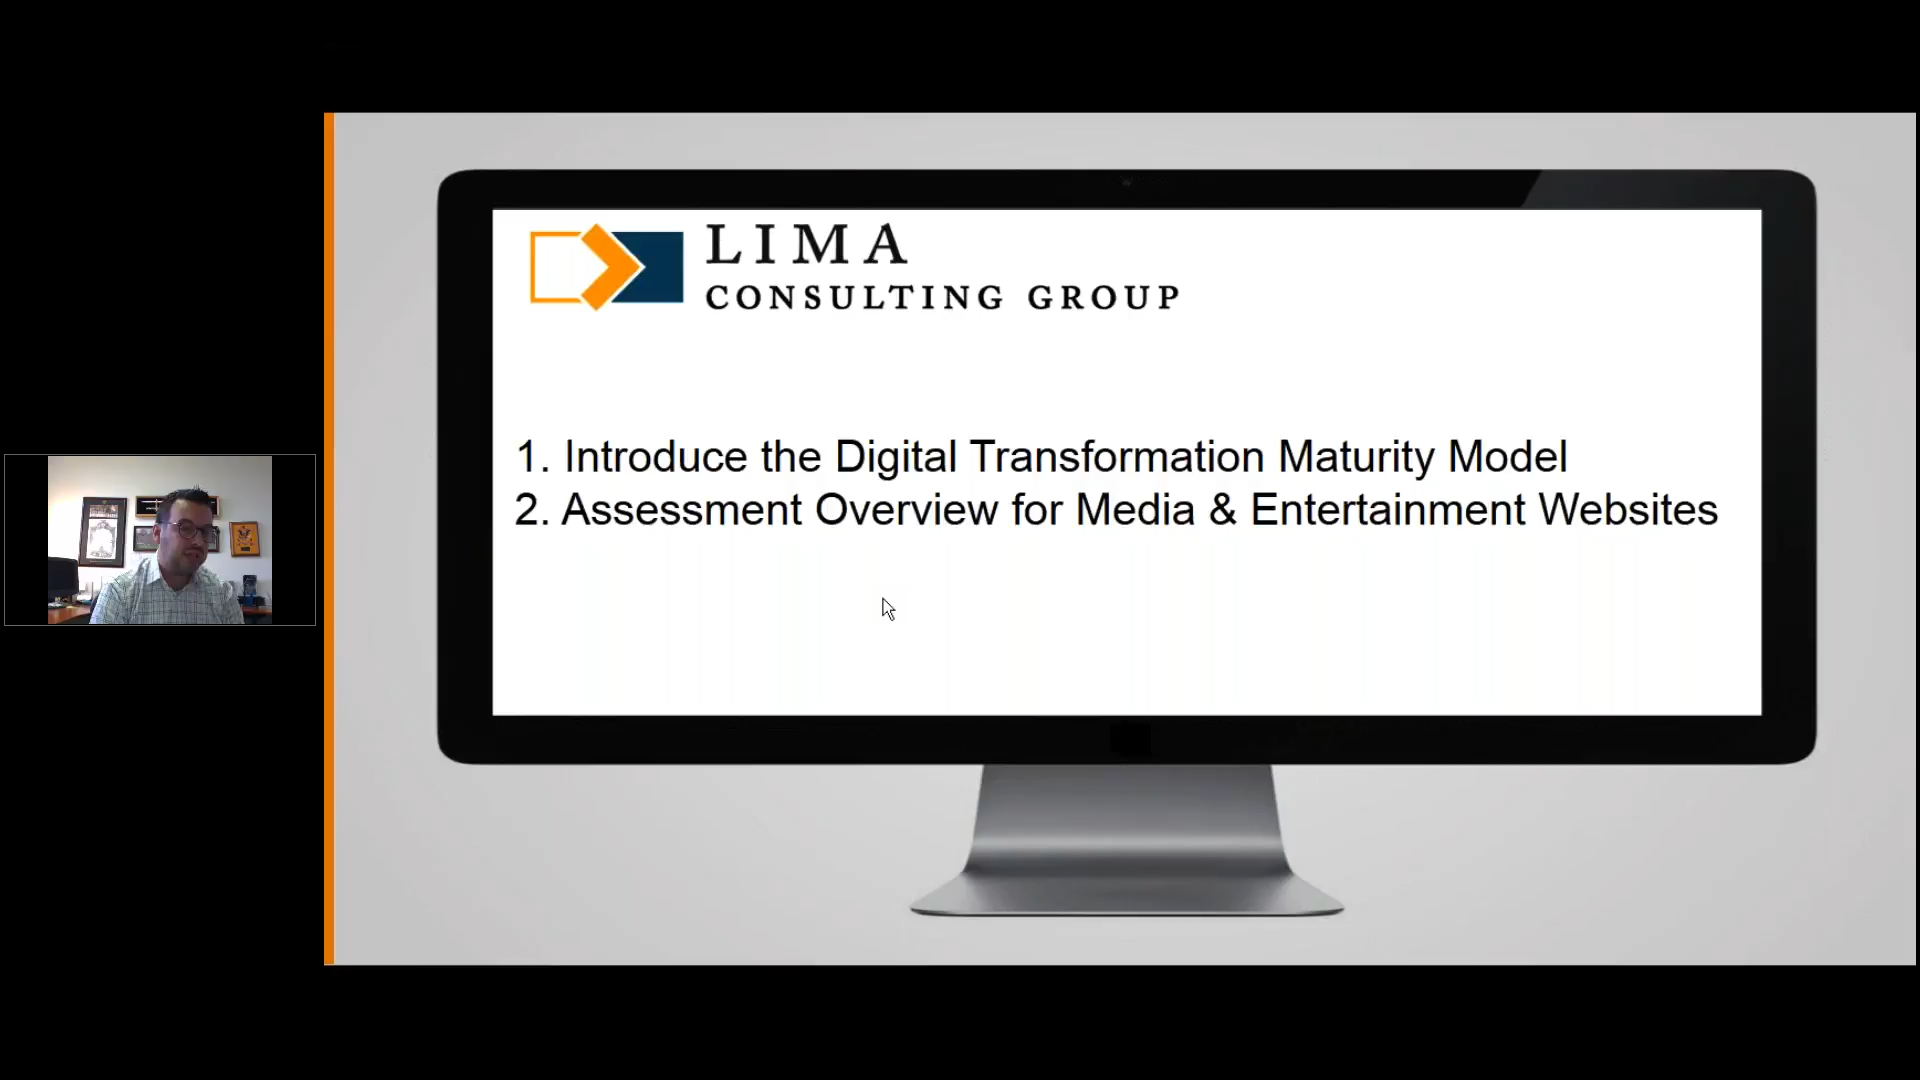 LIMA
CONSULTING GROUP
1. Introduce the Digital Transformation Maturity Model
2. Assessment Overview for Media & Entertainment Websites